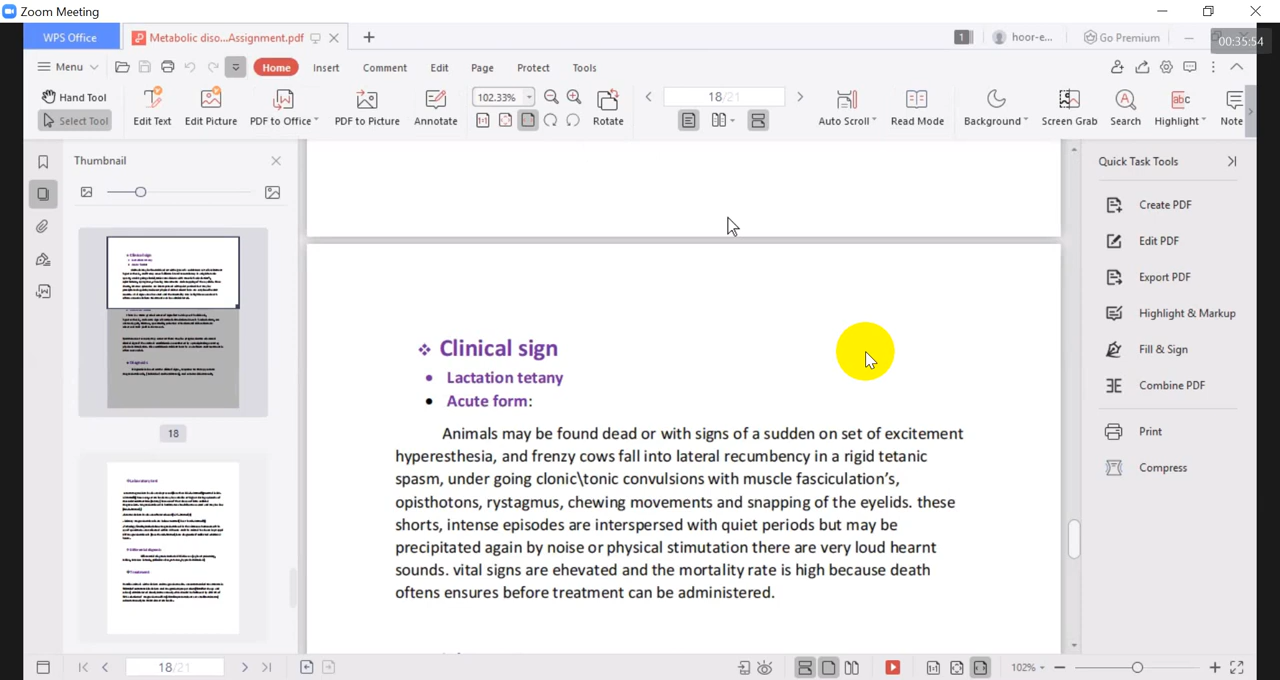 Zoom Meeting
WPS Office
Metabolic diso...Assignment.pdf
1
hoor-e...
Go Premium
00:35:54
Menu
Home
Insert
Comment
Edit
Page
Protect
Tools
Hand Tool
Select Tool
Edit Text
Edit Picture
PDF to Office
PDF to Picture
Annotate
102.33%
Rotate
18/21
Auto Scroll
Read Mode
Background
Screen Grab
Search
Highlight
Note
Thumbnail
18
Quick Task Tools
Create PDF
Edit PDF
Export PDF
Highlight & Markup
Fill & Sign
Combine PDF
Print
Compress
❖ Clinical sign
• Lactation tetany
• Acute form:
Animals may be found dead or with signs of a sudden on set of excitement
hyperesthesia, and frenzy cows fall into lateral recumbency in a rigid tetanic
spasm, under going clonic\tonic convulsions with muscle fasciculation's,
opisthotons, rystagmus, chewing movements and snapping of the eyelids. these
shorts, intense episodes are interspersed with quiet periods but may be
precipitated again by noise or physical stimutation there are very loud hearnt
sounds. vital signs are ehevated and the mortality rate is high because death
oftens ensures before treatment can be administered.
18/21
102%